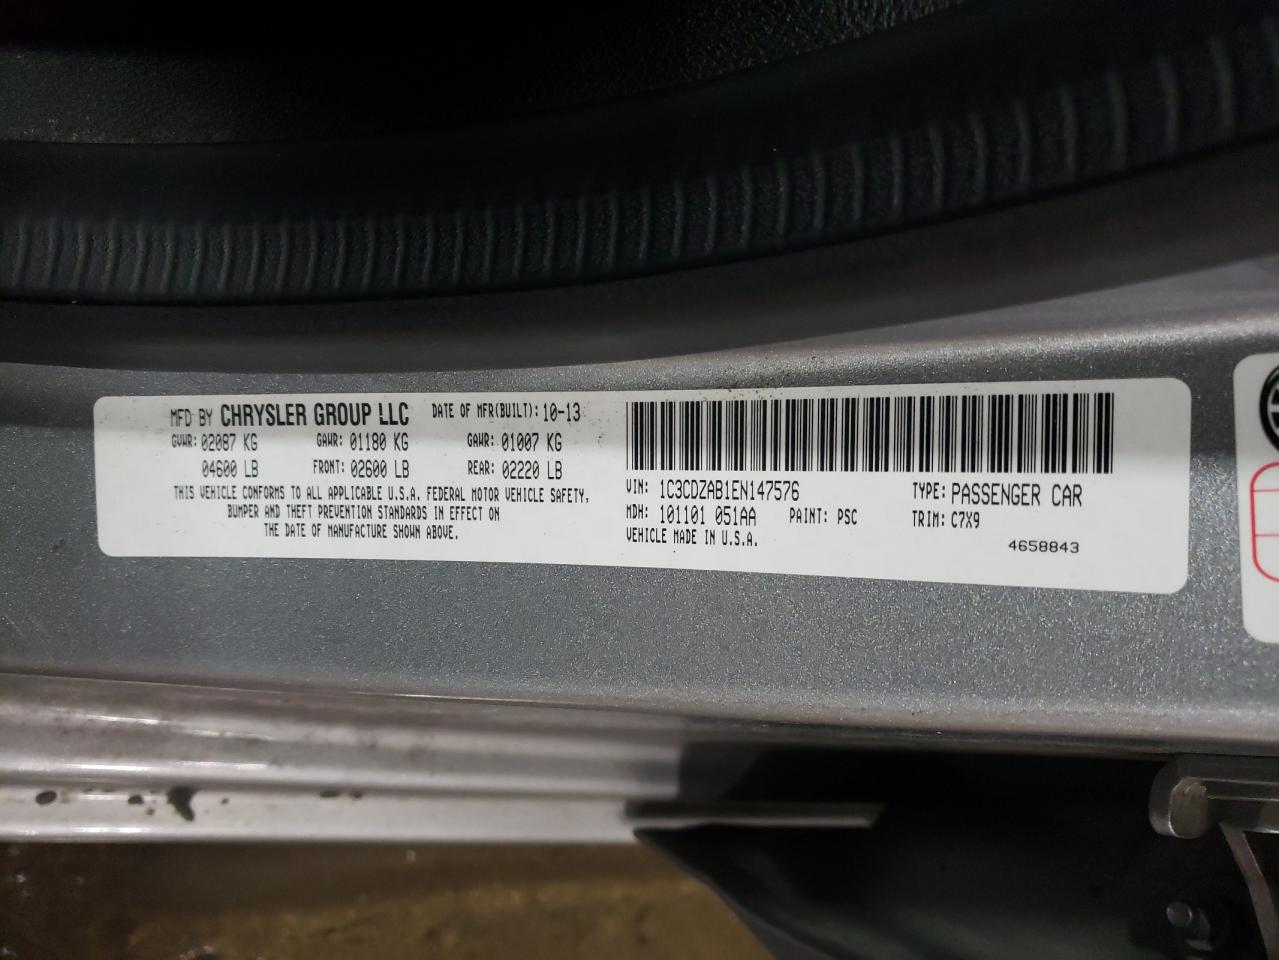 MFD BY CHRYSLER GROUP LLC DATE OF MFR(BUILT): 10-13
GVWR: 02087 KG GAWR: 01180 KG GAWR: 01007 KG
04600 LB FRONT: 02600 LB REAR: 02220 LB
THIS VEHICLE CONFORMS TO ALL APPLICABLE U.S.A. FEDERAL MOTOR VEHICLE SAFETY,
BUMPER AND THEFT PREVENTION STANDARDS IN EFFECT ON
THE DATE OF MANUFACTURE SHOWN ABOVE.
VIN: 1C3CDZAB1EN147576 TYPE: PASSENGER CAR
MDH: 101101 051AA PAINT: PSC TRIM: C7X9
VEHICLE MADE IN U.S.A.
4658843